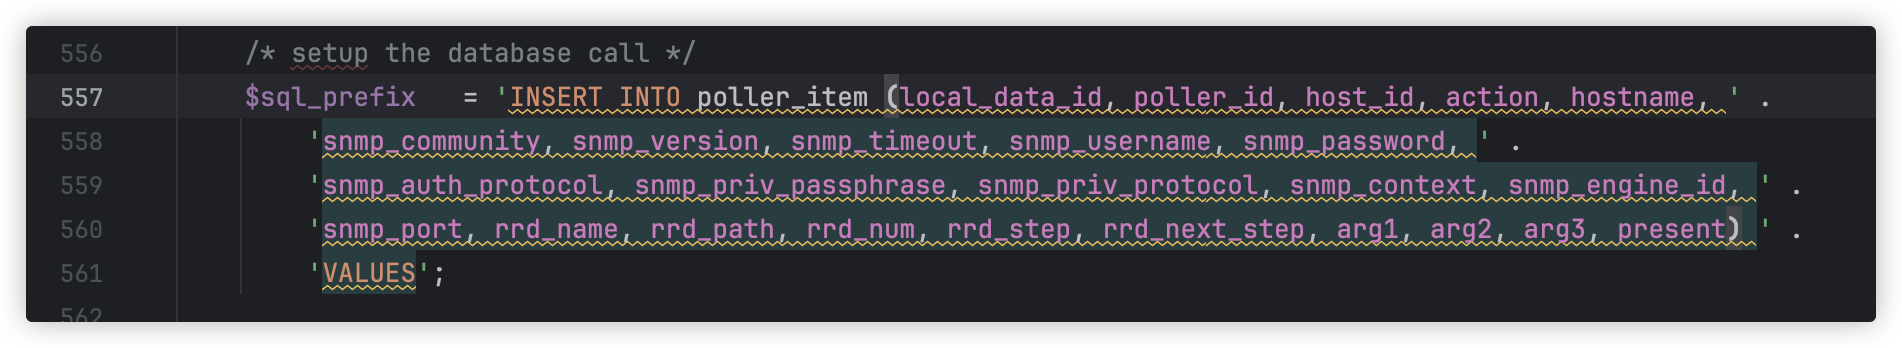 556 /* setup the database call */
557 $sql_prefix = 'INSERT INTO poller_item (local_data_id, poller_id, host_id, action, hostname, ' .
558 'snmp_community, snmp_version, snmp_timeout, snmp_username, snmp_password, ' .
559 'snmp_auth_protocol, snmp_priv_passphrase, snmp_priv_protocol, snmp_context, snmp_engine_id, ' .
560 'snmp_port, rrd_name, rrd_path, rrd_num, rrd_step, rrd_next_step, arg1, arg2, arg3, present) ' .
561 'VALUES';
562